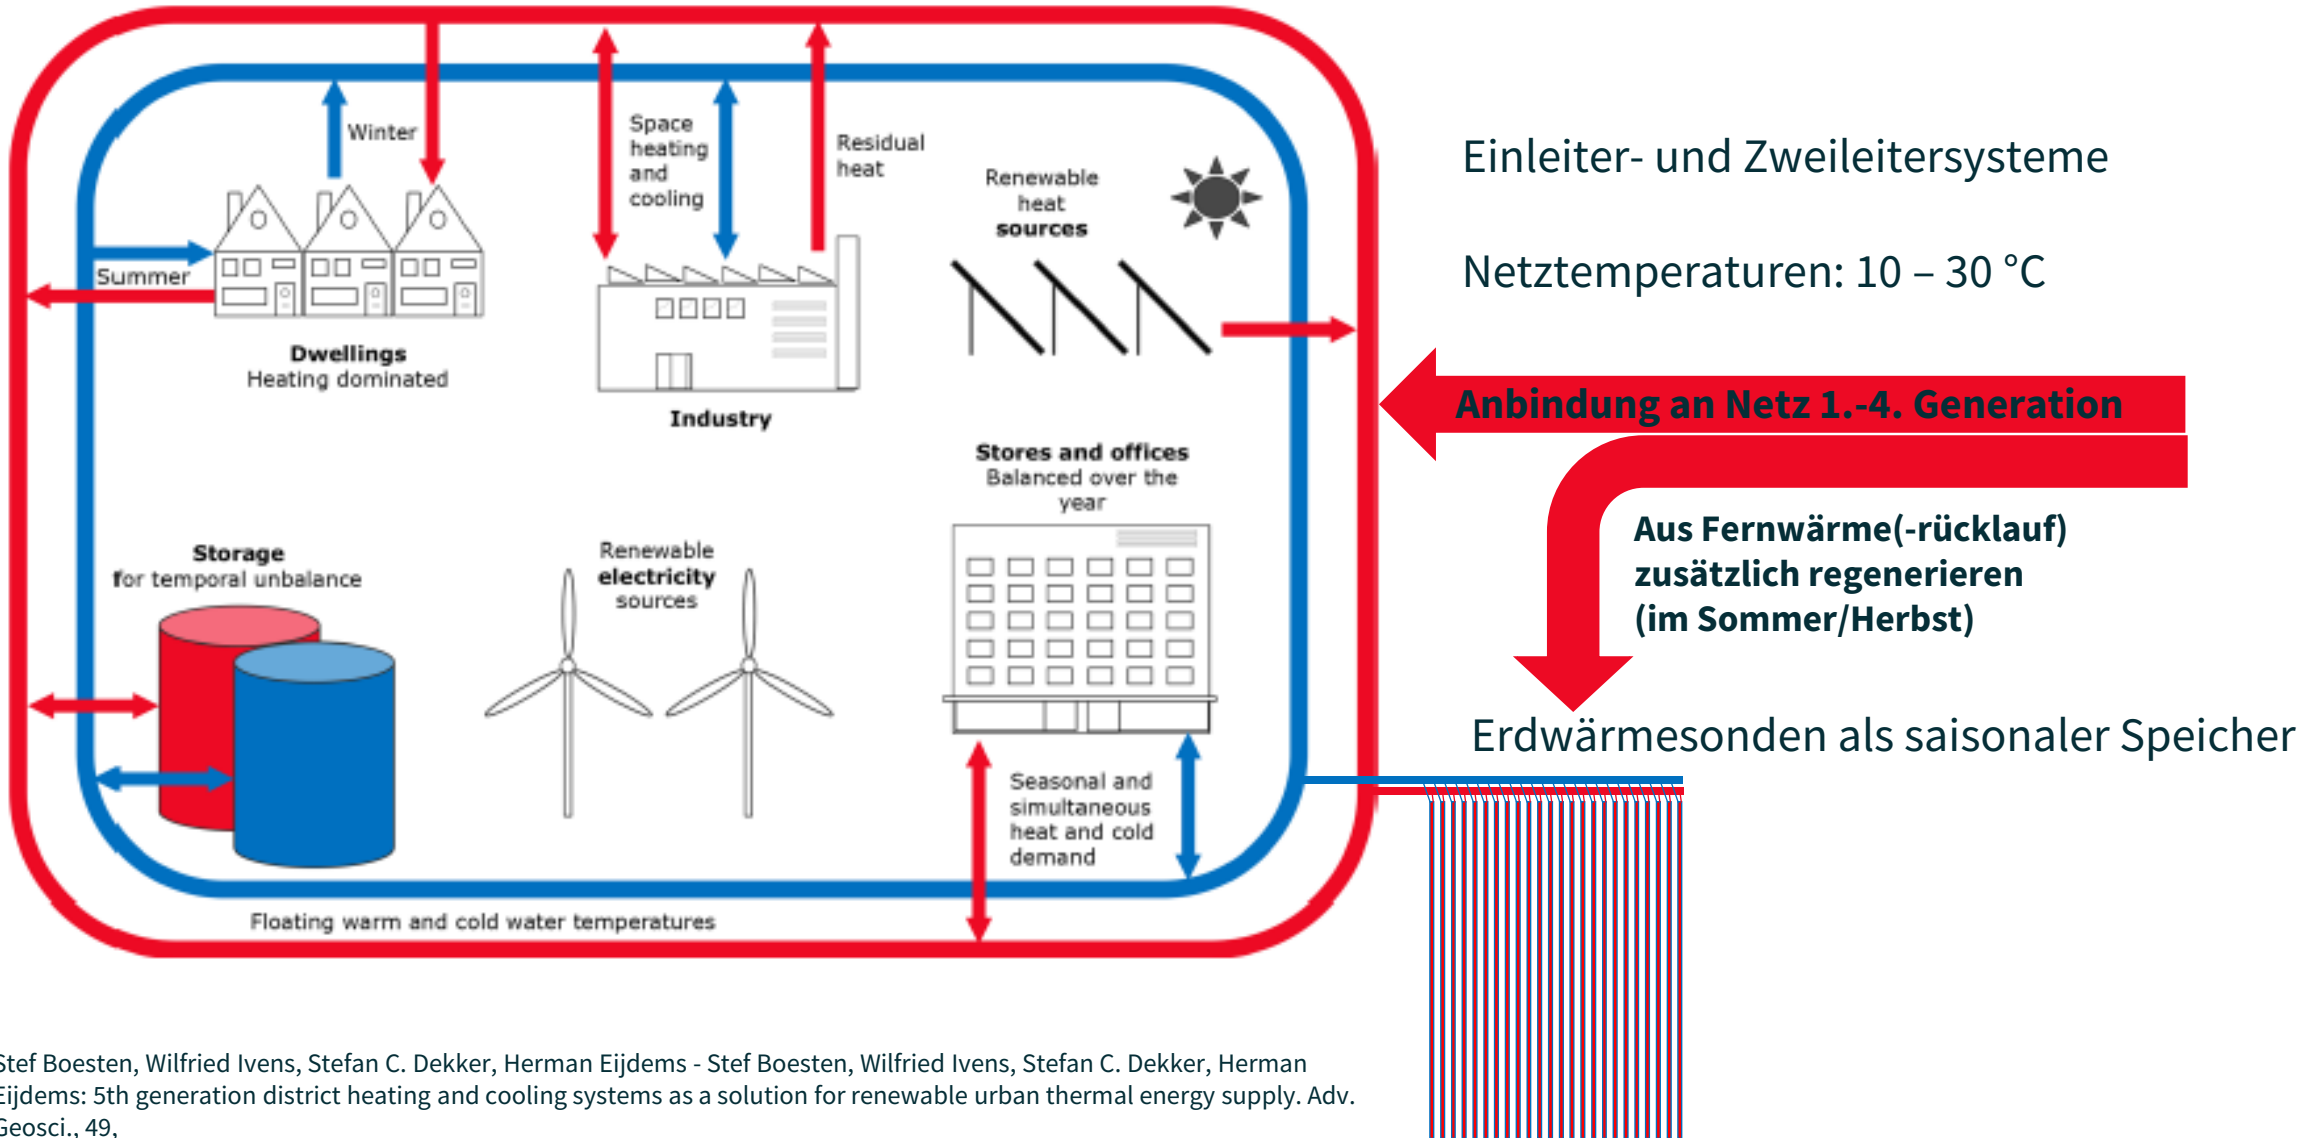 Winter
Summer
Dwellings
Heating dominated
Space
heating
and
cooling
Residual
heat
Industry
Renewable
heat
sources
Stores and offices
Balanced over the
year
Storage
for temporal unbalance
Renewable
electricity
sources
Seasonal and
simultaneous
heat and cold
demand
Floating warm and cold water temperatures
Einleiter- und Zweileitersysteme
Netztemperaturen: 10 – 30 °C
Anbindung an Netz 1.-4. Generation
Aus Fernwärme(-rücklauf)
zusätzlich regenerieren
(im Sommer/Herbst)
Erdwärmesonden als saisonaler Speicher
Stef Boesten, Wilfried Ivens, Stefan C. Dekker, Herman Eijdems - Stef Boesten, Wilfried Ivens, Stefan C. Dekker, Herman
Eijdems: 5th generation district heating and cooling systems as a solution for renewable urban thermal energy supply. Adv.
Geosci., 49,